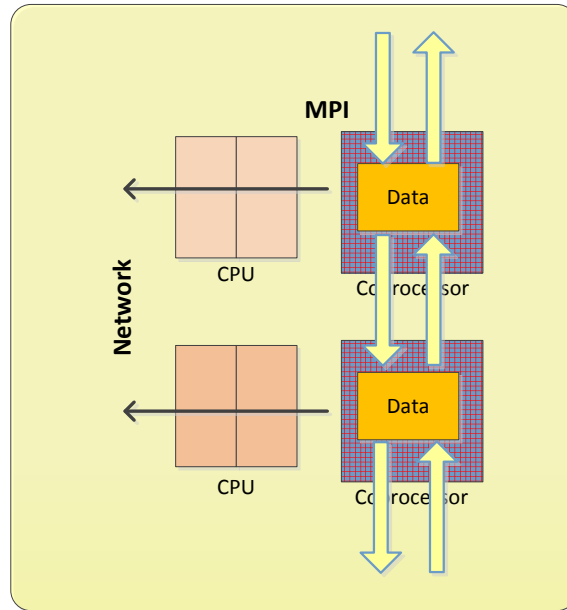 MPI
Data
CPU
Coprocessor
Network
Data
CPU
Coprocessor